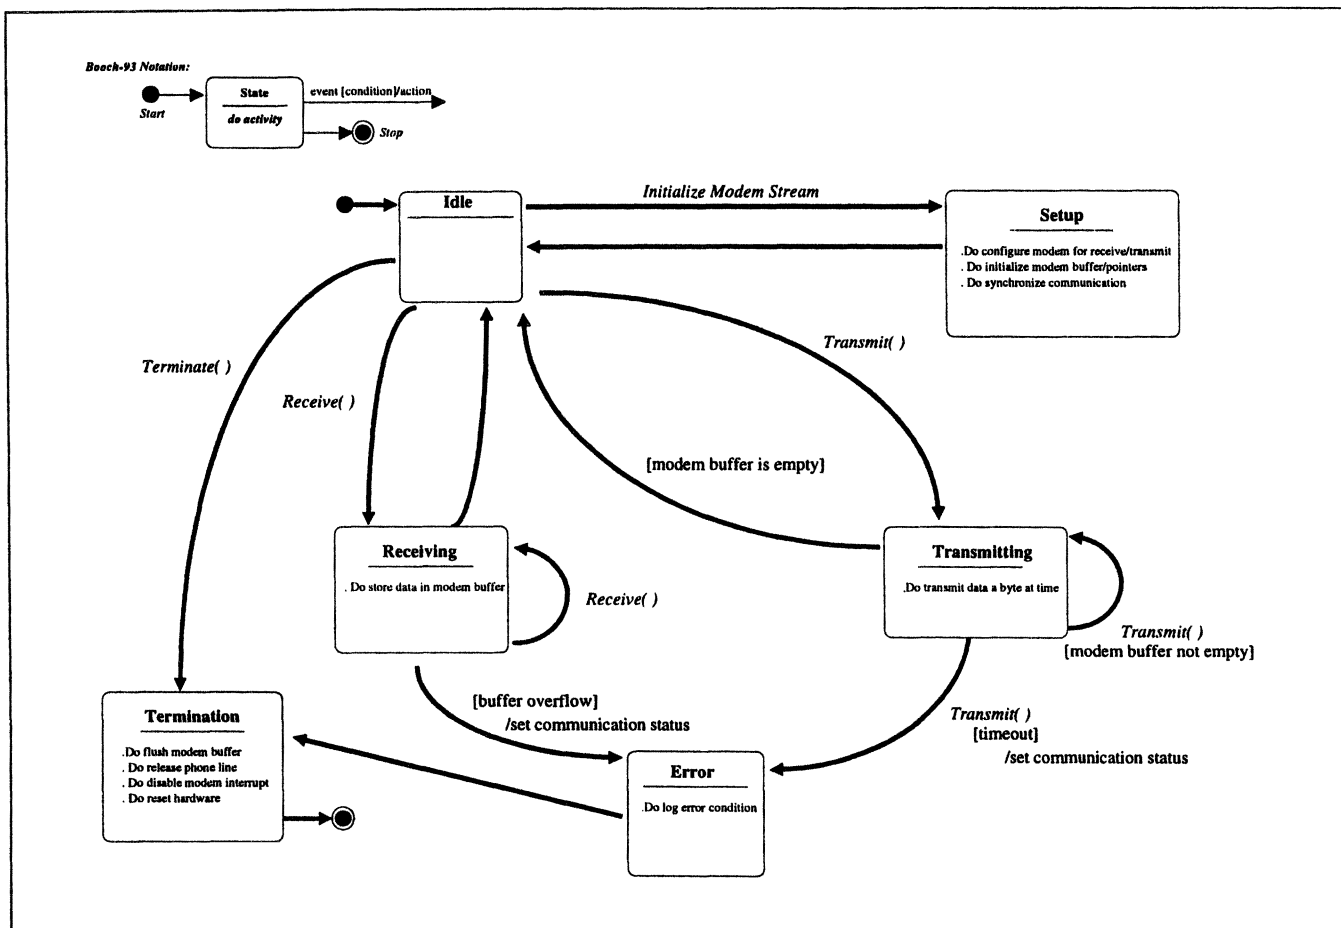 Booch-93 Notation:
State
event [condition]/action
Start
do activity
Stop
Idle
Initialize Modem Stream
Setup
.Do configure modem for receive/transmit
. Do initialize modem buffer/pointers
. Do synchronize communication
Transmit( )
Terminate( )
Receive( )
[modem buffer is empty]
Receiving
. Do store data in modem buffer
Receive( )
Transmitting
.Do transmit data a byte at time
Transmit( )
[modem buffer not empty]
[buffer overflow]
/set communication status
Transmit( )
[timeout]
/set communication status
Termination
.Do flush modem buffer
. Do release phone line
. Do disable modem interrupt
. Do reset hardware
Error
.Do log error condition